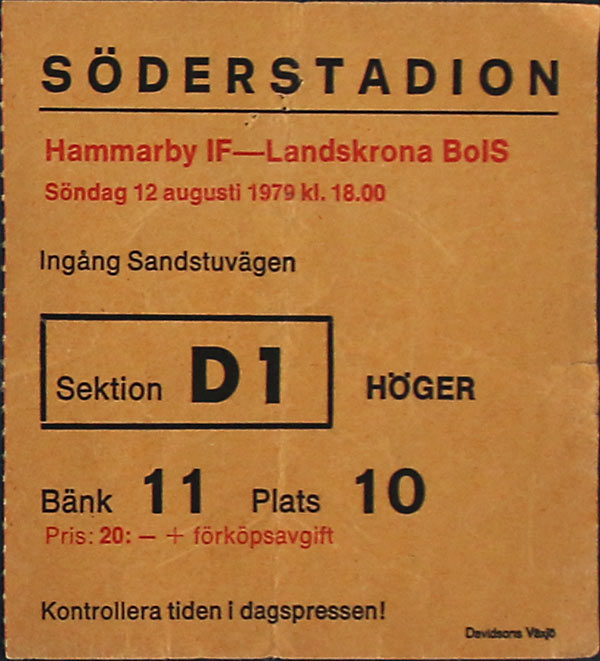 SÖDERSTADION
Hammarby IF—Landskrona BoIS
Söndag 12 augusti 1979 kl. 18.00
Ingång Sandstuvägen
Sektion D1 HÖGER
Bänk 11 Plats 10
Pris: 20: — + förköpsavgift
Kontrollera tiden i dagspressen!
Davidsons Växjö